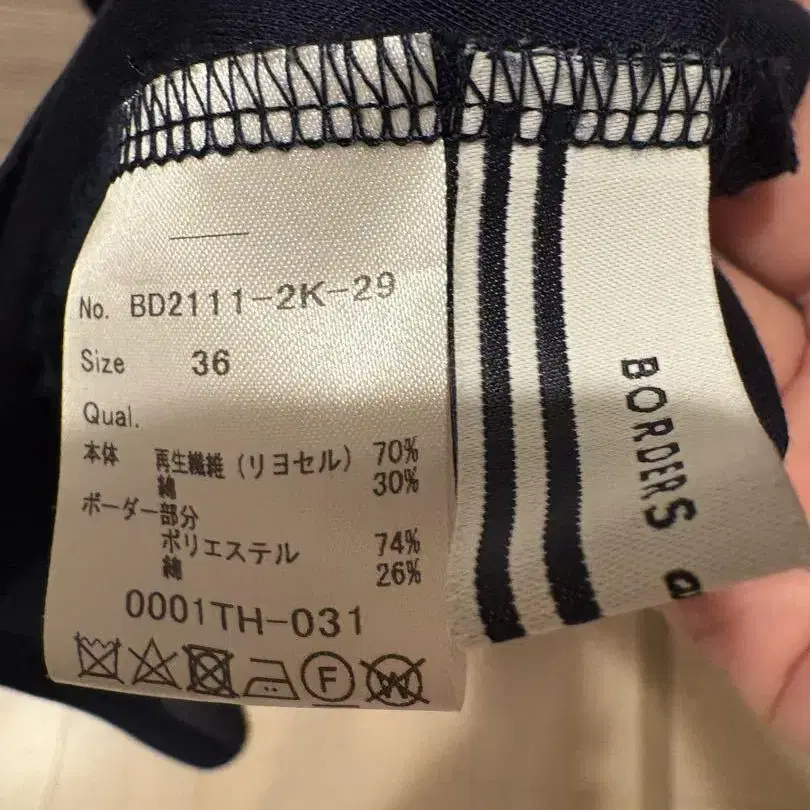 No. BD2111-2K-29
Size 36
Qual.
本体 再生繊維 (リヨセル) 70%
綿 30%
ボーダー部分
ポリエステル 74%
綿 26%
0001TH-031
F W
BORDERS